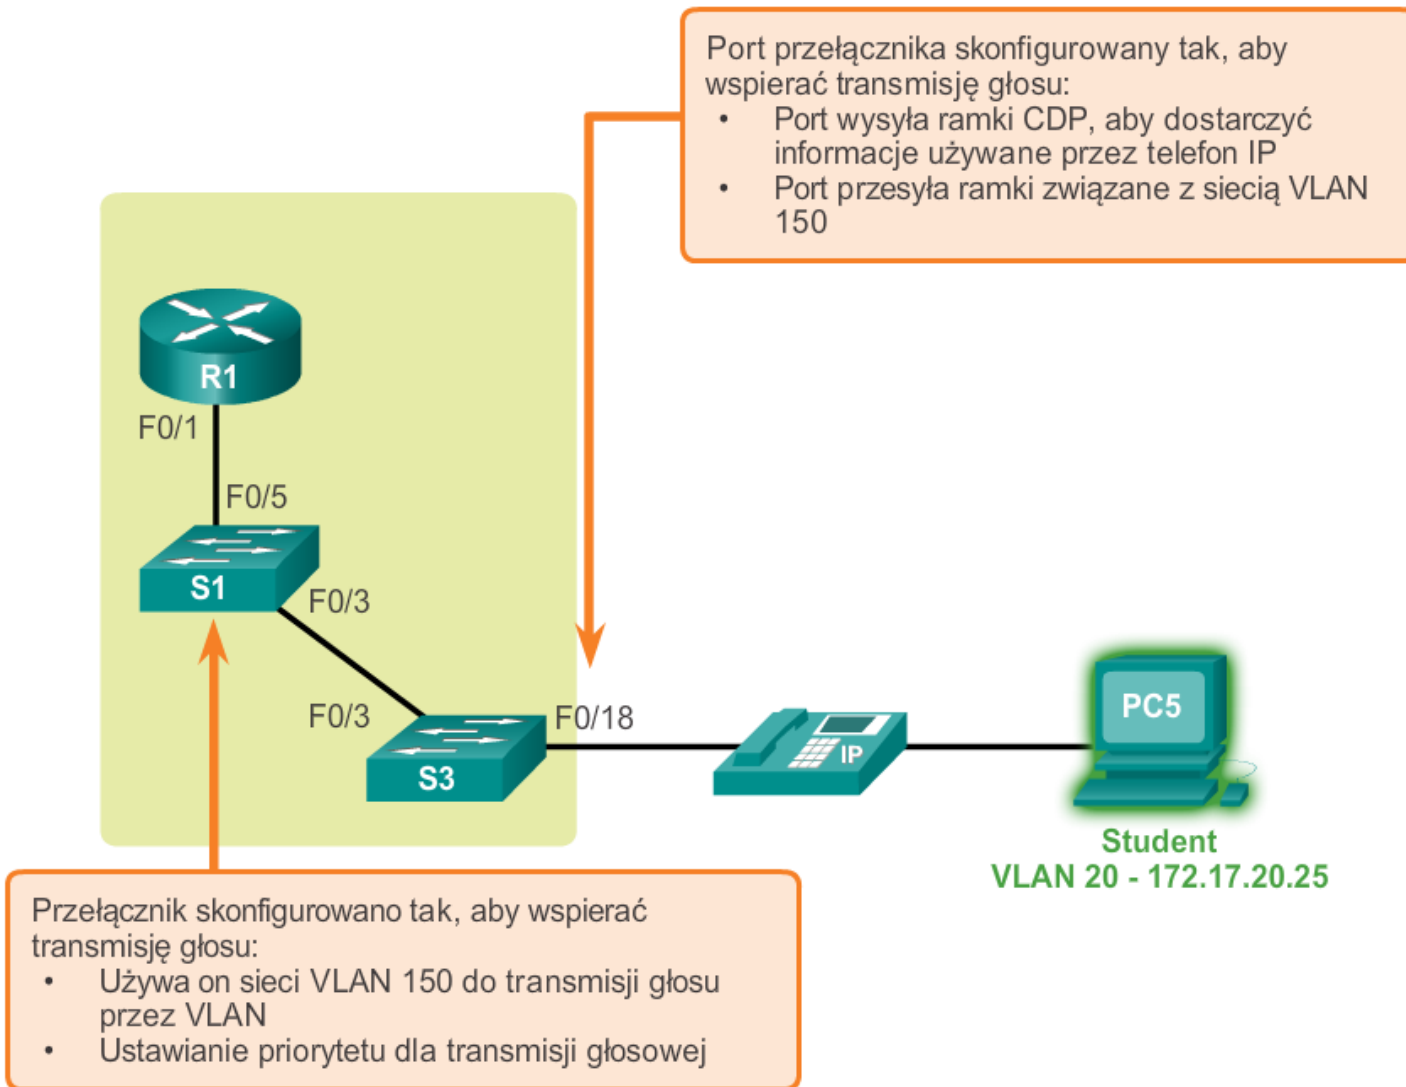 Port przełącznika skonfigurowany tak, aby
wspierać transmisję głosu:
• Port wysyła ramki CDP, aby dostarczyć
informacje używane przez telefon IP
• Port przesyła ramki związane z siecią VLAN
150
R1
F0/1
F0/5
S1
F0/3
F0/3
F0/18
S3
IP
PC5
Student
VLAN 20 - 172.17.20.25
Przełącznik skonfigurowano tak, aby wspierać
transmisję głosu:
• Używa on sieci VLAN 150 do transmisji głosu
przez VLAN
• Ustawianie priorytetu dla transmisji głosowej